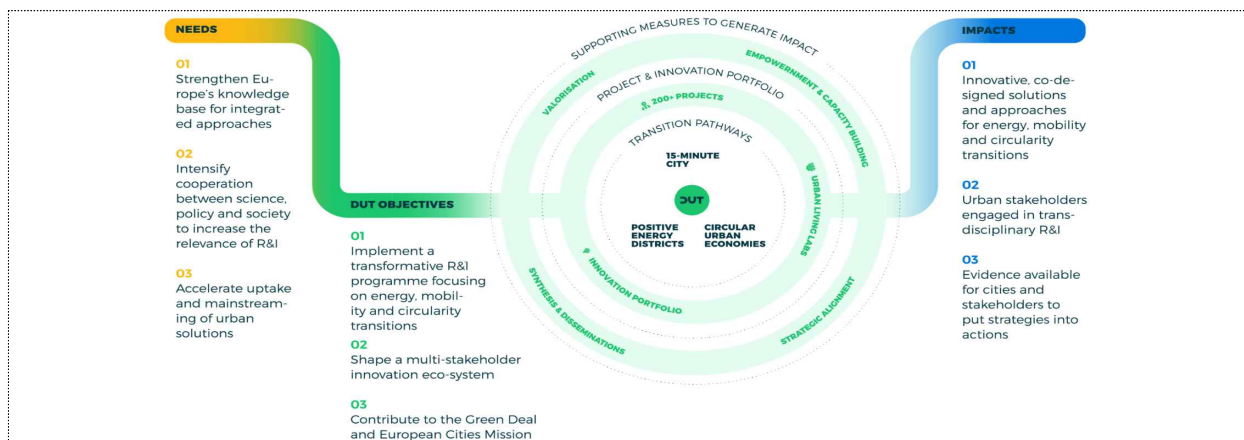 NEEDS
01
Strengthen Eu-
rope's knowledge
base for integrat-
ed approaches
02
Intensify
cooperation
between science,
policy and society
to increase the
relevance of R&I
03
Accelerate uptake
and mainstream-
ing of urban
solutions
DUT OBJECTIVES
01
Implement a
transformative R&I
programme focusing
on energy, mobil-
ity and circularity
transitions
02
Shape a multi-stakeholder
innovation eco-system
03
Contribute to the Green Deal
and European Cities Mission
SUPPORTING MEASURES TO GENERATE IMPACT
VALORISATION
EMPOWERNMENT & CAPACITY BUILDING
PROJECT & INNOVATION PORTFOLIO
200+ PROJECTS
TRANSITION PATHWAYS
15-MINUTE
CITY
URBAN LIVING LABS
DUT
POSITIVE
ENERGY
DISTRICTS
CIRCULAR
URBAN
ECONOMIES
INNOVATION PORTFOLIO
SYNTHESIS & DISSEMINATIONS
STRATEGIC ALIGNMENT
IMPACTS
01
Innovative, co-de-
signed solutions
and approaches
for energy, mobility
and circularity
transitions
02
Urban stakeholders
engaged in trans-
disciplinary R&I
03
Evidence available
for cities and
stakeholders to
put strategies into
actions